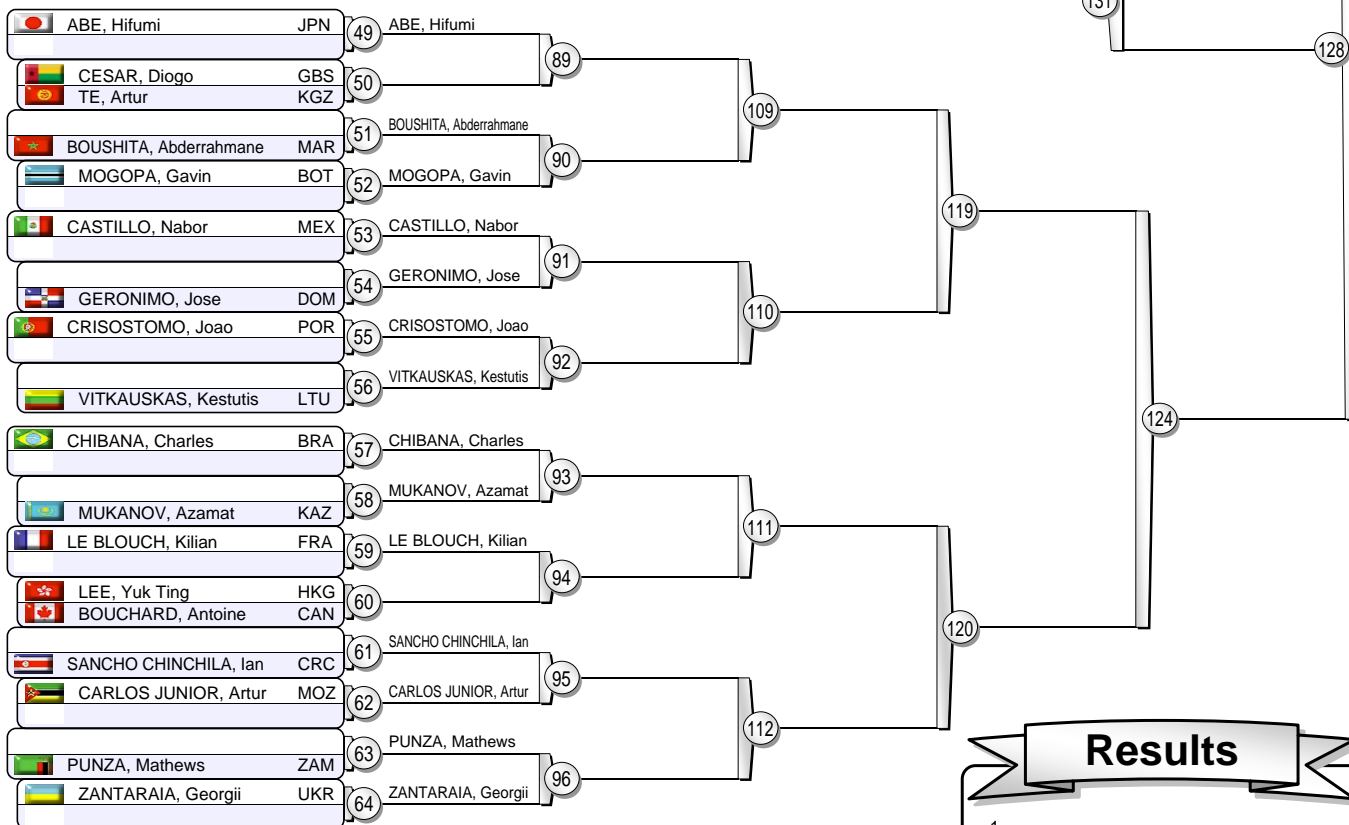 131
128
ABE, Hifumi JPN 49 ABE, Hifumi
89
CESAR, Diogo GBS
50
TE, Artur KGZ
109
51 BOUSHITA, Abderrahmane
BOUSHITA, Abderrahmane MAR
90
MOGOPA, Gavin BOT 52 MOGOPA, Gavin
119
CASTILLO, Nabor MEX 53 CASTILLO, Nabor
91
54 GERONIMO, Jose
GERONIMO, Jose DOM
110
CRISOSTOMO, Joao POR 55 CRISOSTOMO, Joao
92
56 VITKAUSKAS, Kestutis
VITKAUSKAS, Kestutis LTU
124
CHIBANA, Charles BRA 57 CHIBANA, Charles
93
58 MUKANOV, Azamat
MUKANOV, Azamat KAZ
111
LE BLOUCH, Kilian FRA 59 LE BLOUCH, Kilian
94
LEE, Yuk Ting HKG
60
BOUCHARD, Antoine CAN
120
61 SANCHO CHINCHILA, Ian
SANCHO CHINCHILA, Ian CRC
95
CARLOS JUNIOR, Artur MOZ 62 CARLOS JUNIOR, Artur
112
63 PUNZA, Mathews
PUNZA, Mathews ZAM
96
ZANTARAIA, Georgii UKR 64 ZANTARAIA, Georgii
Results